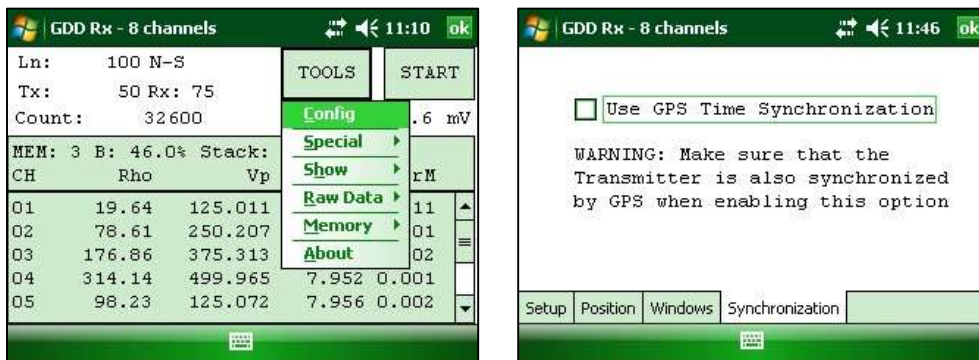 GDD Rx - 8 channels 11:10 ok
Ln: 100 N-S TOOLS START
Tx: 50 Rx: 75
Count: 32600 Config .6 mV
MEM: 3 B: 46.0% Stack: Special
CH Rho Vp Show rM
Raw Data
01 19.64 125.011 11
02 78.61 250.207 Memory 01
03 176.86 375.313 About 02
04 314.14 499.965 7.952 0.001
05 98.23 125.072 7.956 0.002
GDD Rx - 8 channels 11:46 ok
Use GPS Time Synchronization
WARNING: Make sure that the
Transmitter is also synchronized
by GPS when enabling this option
Setup Position Windows Synchronization